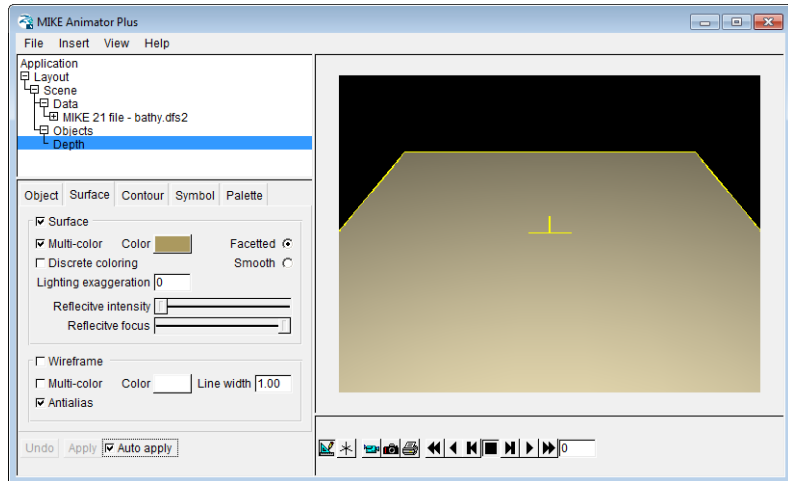 MIKE Animator Plus
File Insert View Help
Application
Layout
Scene
Data
MIKE 21 file - bathy.dfs2
Objects
Depth
Object Surface Contour Symbol Palette
Surface
Multi-color Color Facetted
Discrete coloring Smooth
Lighting exaggeration 0
Reflecitve intensity
Reflecitve focus
Wireframe
Multi-color Color Line width 1.00
Antialias
Undo Apply Auto apply
0